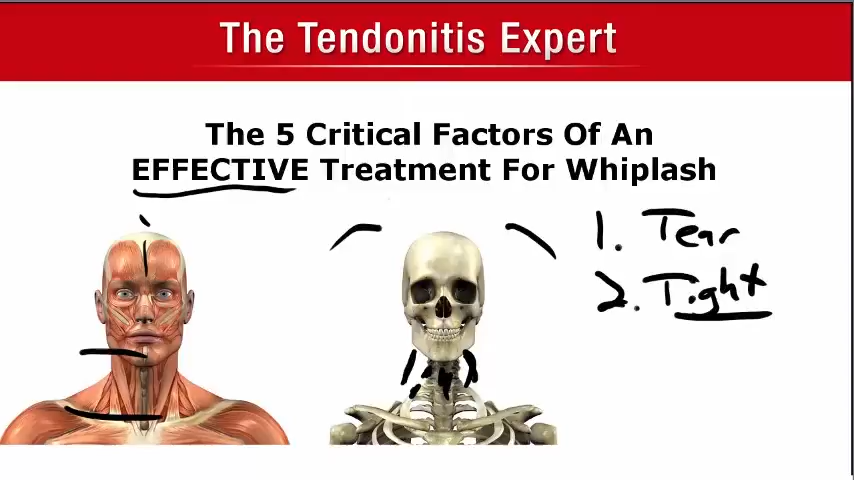 The Tendonitis Expert
The 5 Critical Factors Of An
EFFECTIVE Treatment For Whiplash
1. Tear
2. Tight